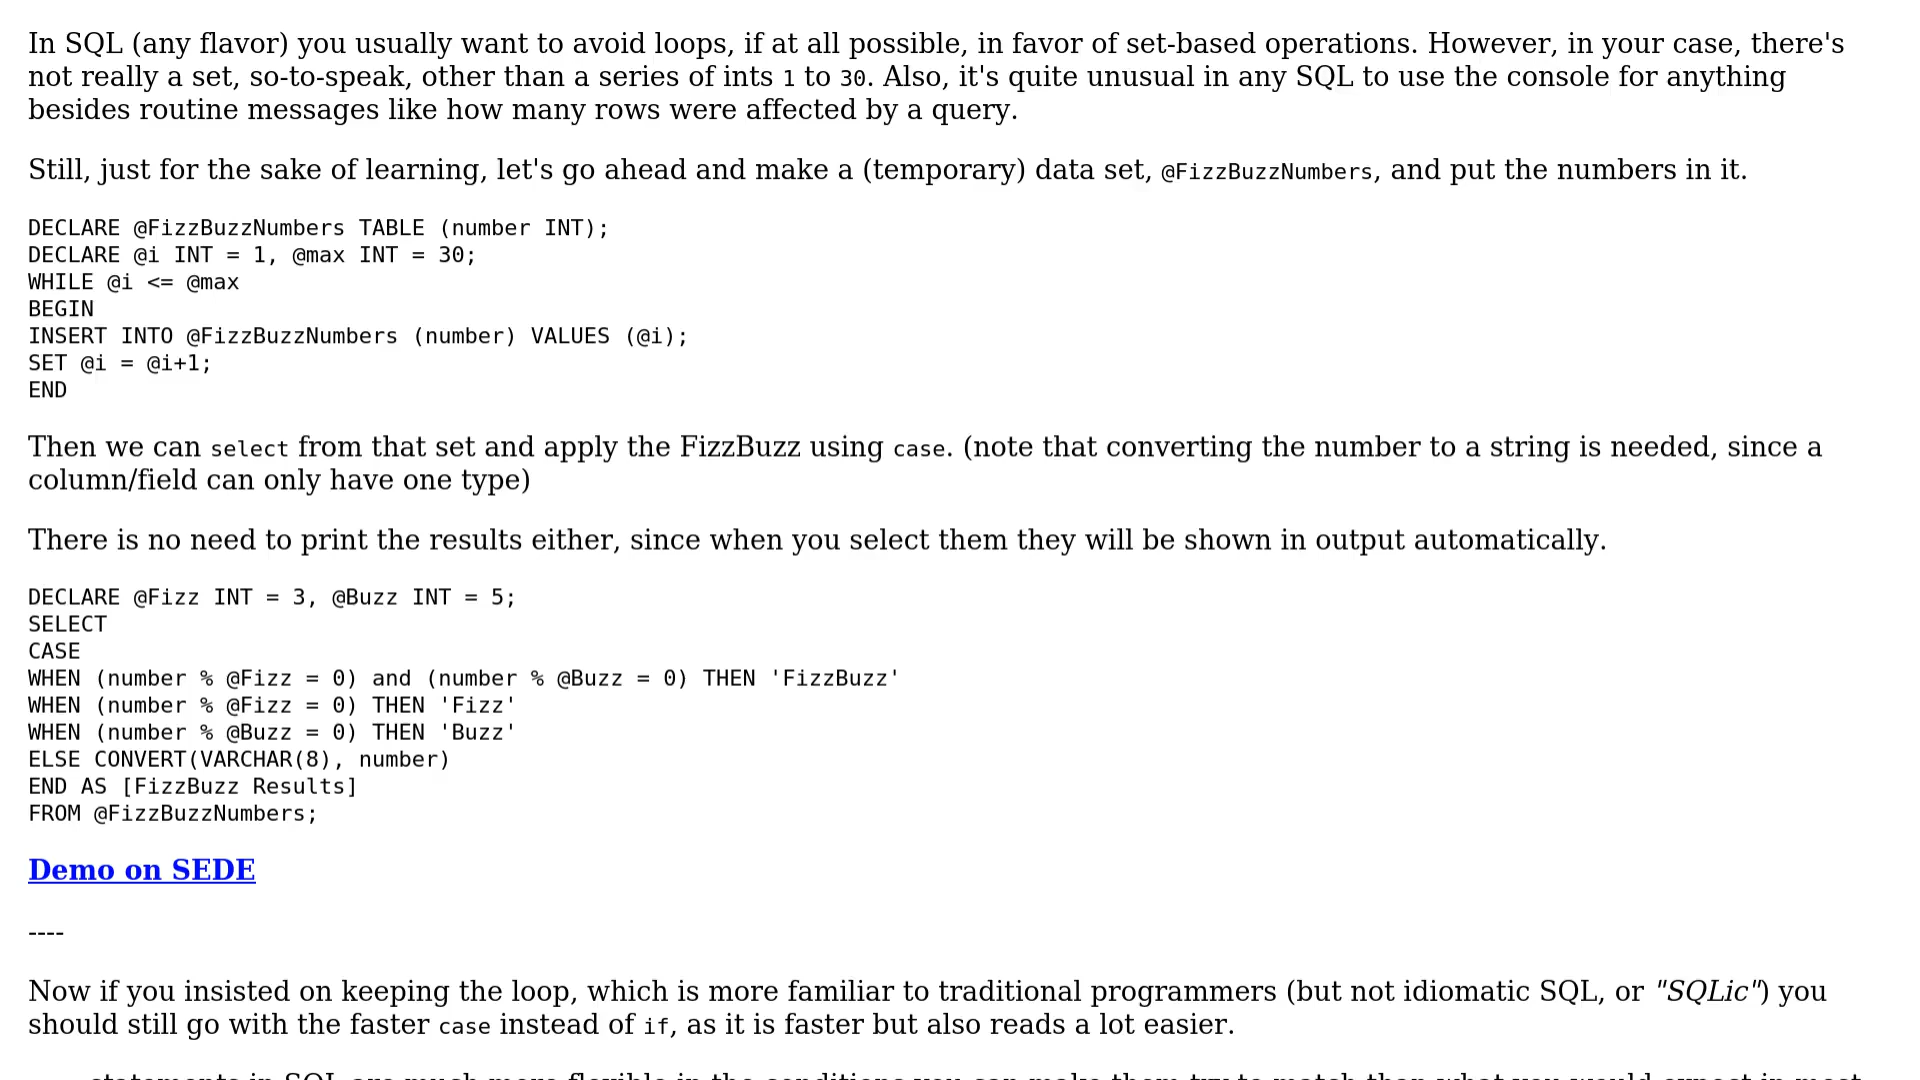 In SQL (any flavor) you usually want to avoid loops, if at all possible, in favor of set-based operations. However, in your case, there's
not really a set, so-to-speak, other than a series of ints 1 to 30. Also, it's quite unusual in any SQL to use the console for anything
besides routine messages like how many rows were affected by a query.
Still, just for the sake of learning, let's go ahead and make a (temporary) data set, @FizzBuzzNumbers, and put the numbers in it.
DECLARE @FizzBuzzNumbers TABLE (number INT);
DECLARE @i INT = 1, @max INT = 30;
WHILE @i <= @max
BEGIN
INSERT INTO @FizzBuzzNumbers (number) VALUES (@i);
SET @i = @i+1;
END
Then we can select from that set and apply the FizzBuzz using case. (note that converting the number to a string is needed, since a
column/field can only have one type)
There is no need to print the results either, since when you select them they will be shown in output automatically.
DECLARE @Fizz INT = 3, @Buzz INT = 5;
SELECT
CASE
WHEN (number % @Fizz = 0) and (number % @Buzz = 0) THEN 'FizzBuzz'
WHEN (number % @Fizz = 0) THEN 'Fizz'
WHEN (number % @Buzz = 0) THEN 'Buzz'
ELSE CONVERT(VARCHAR(8), number)
END AS [FizzBuzz Results]
FROM @FizzBuzzNumbers;
Demo on SEDE
----
Now if you insisted on keeping the loop, which is more familiar to traditional programmers (but not idiomatic SQL, or "SQLic") you
should still go with the faster case instead of if, as it is faster but also reads a lot easier.